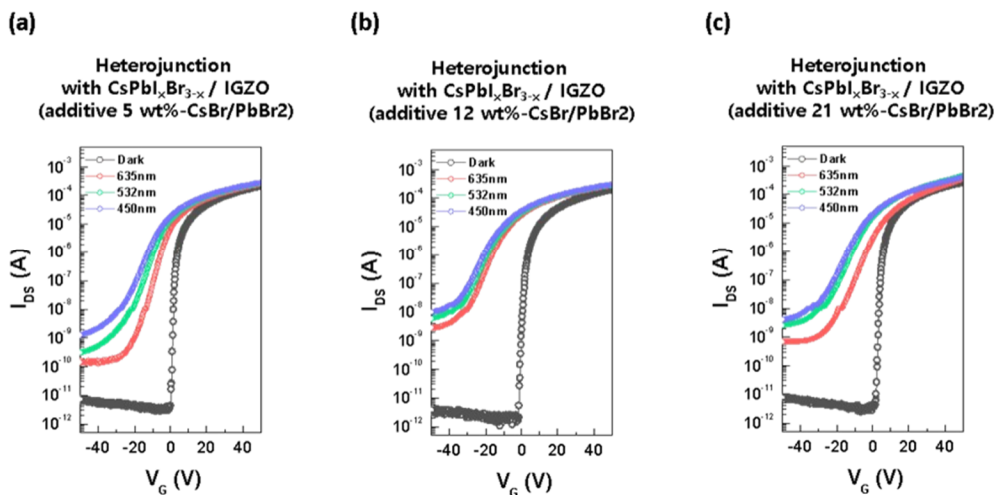 (a)
Heterojunction
with CsPbIₓBr₃₋ₓ / IGZO
(additive 5 wt%-CsBr/PbBr2)
Dark
635nm
532nm
450nm
I_DS (A)
10⁻³
10⁻⁴
10⁻⁵
10⁻⁶
10⁻⁷
10⁻⁸
10⁻⁹
10⁻¹⁰
10⁻¹¹
10⁻¹²
-40 -20 0 20 40
V_G (V)
(b)
Heterojunction
with CsPbIₓBr₃₋ₓ / IGZO
(additive 12 wt%-CsBr/PbBr2)
Dark
635nm
532nm
450nm
I_DS (A)
10⁻³
10⁻⁴
10⁻⁵
10⁻⁶
10⁻⁷
10⁻⁸
10⁻⁹
10⁻¹⁰
10⁻¹¹
10⁻¹²
-40 -20 0 20 40
V_G (V)
(c)
Heterojunction
with CsPbIₓBr₃₋ₓ / IGZO
(additive 21 wt%-CsBr/PbBr2)
Dark
635nm
532nm
450nm
I_DS (A)
10⁻³
10⁻⁴
10⁻⁵
10⁻⁶
10⁻⁷
10⁻⁸
10⁻⁹
10⁻¹⁰
10⁻¹¹
10⁻¹²
-40 -20 0 20 40
V_G (V)